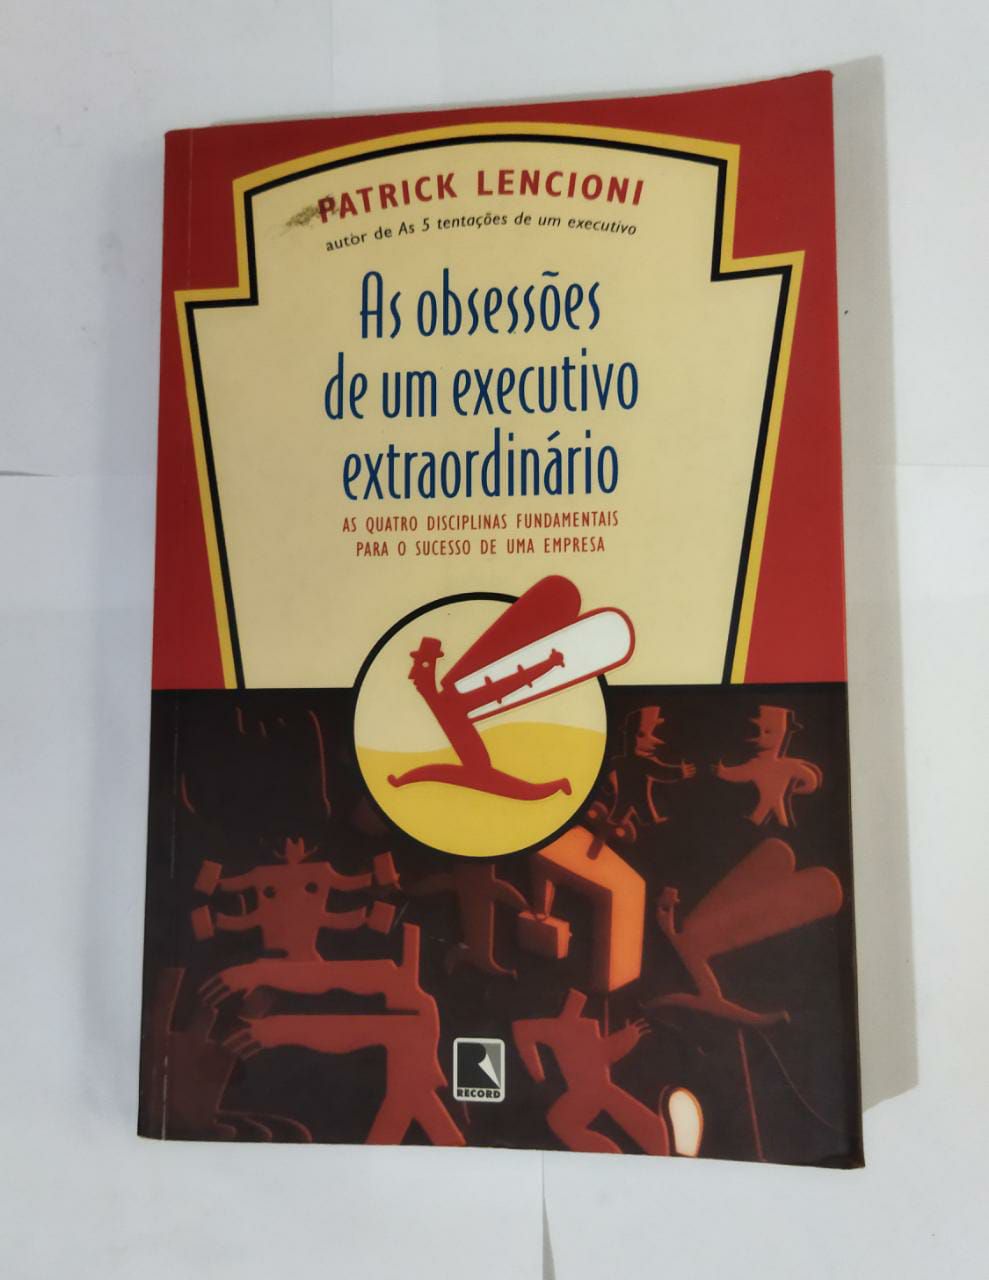 PATRICK LENCIONI
autor de As 5 tentações de um executivo
As obsessões
de um executivo
extraordinário
AS QUATRO DISCIPLINAS FUNDAMENTAIS
PARA O SUCESSO DE UMA EMPRESA
RECORD